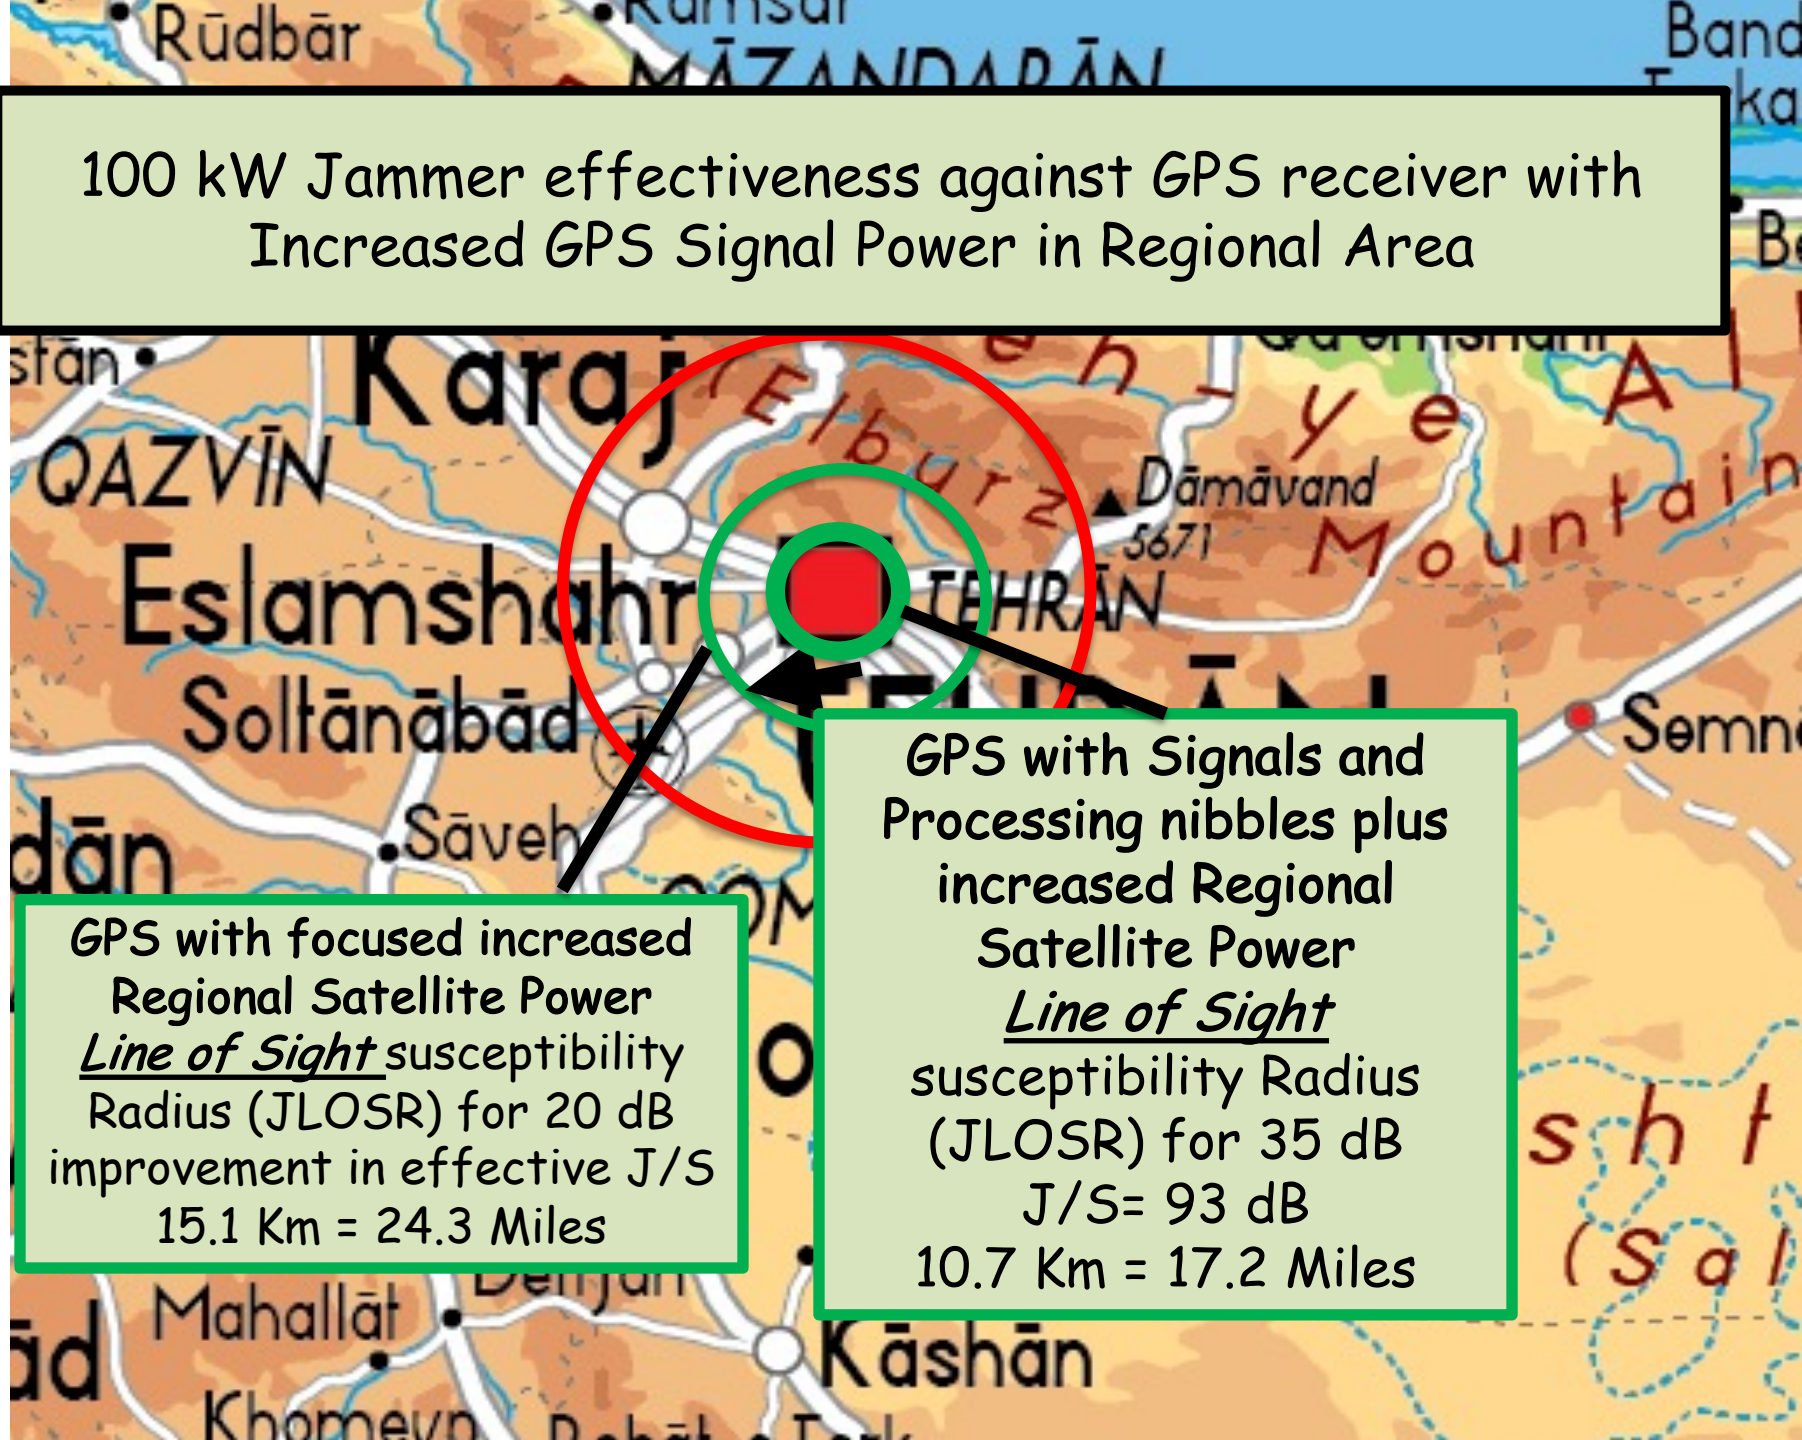 Rūdbār
MĀZANDARĀN
100 kW Jammer effectiveness against GPS receiver with
Increased GPS Signal Power in Regional Area
Karaj
(Elburz
QAZVĪN
Dāmāvand
5671
Mountain
Eslamshahr
TEHRĀN
Soltānābād
Sāveh
GPS with Signals and
Processing nibbles plus
increased Regional
Satellite Power
Line of Sight
susceptibility Radius
(JLOSR) for 35 dB
J/S= 93 dB
10.7 Km = 17.2 Miles
GPS with focused increased
Regional Satellite Power
Line of Sight susceptibility
Radius (JLOSR) for 20 dB
improvement in effective J/S
15.1 Km = 24.3 Miles
Mahallāt
Kāshān